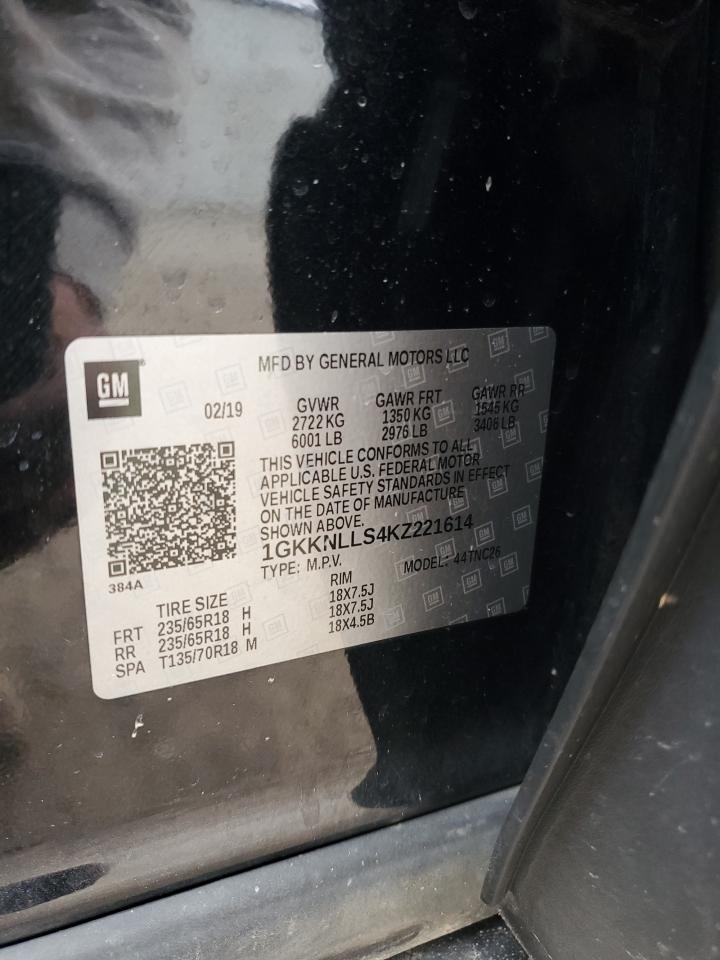 GM
MFD BY GENERAL MOTORS LLC
02/19
GVWR GAWR FRT GAWR RR
2722 KG 1350 KG 1545 KG
6001 LB 2976 LB 3406 LB
THIS VEHICLE CONFORMS TO ALL
APPLICABLE U.S. FEDERAL MOTOR
VEHICLE SAFETY STANDARDS IN EFFECT
ON THE DATE OF MANUFACTURE
SHOWN ABOVE.
1GKKNLLS4KZ221614
TYPE: M.P.V. MODEL: 44TNC26
384A
TIRE SIZE RIM
FRT 235/65R18 H 18X7.5J
RR 235/65R18 H 18X7.5J
SPA T135/70R18 M 18X4.5B